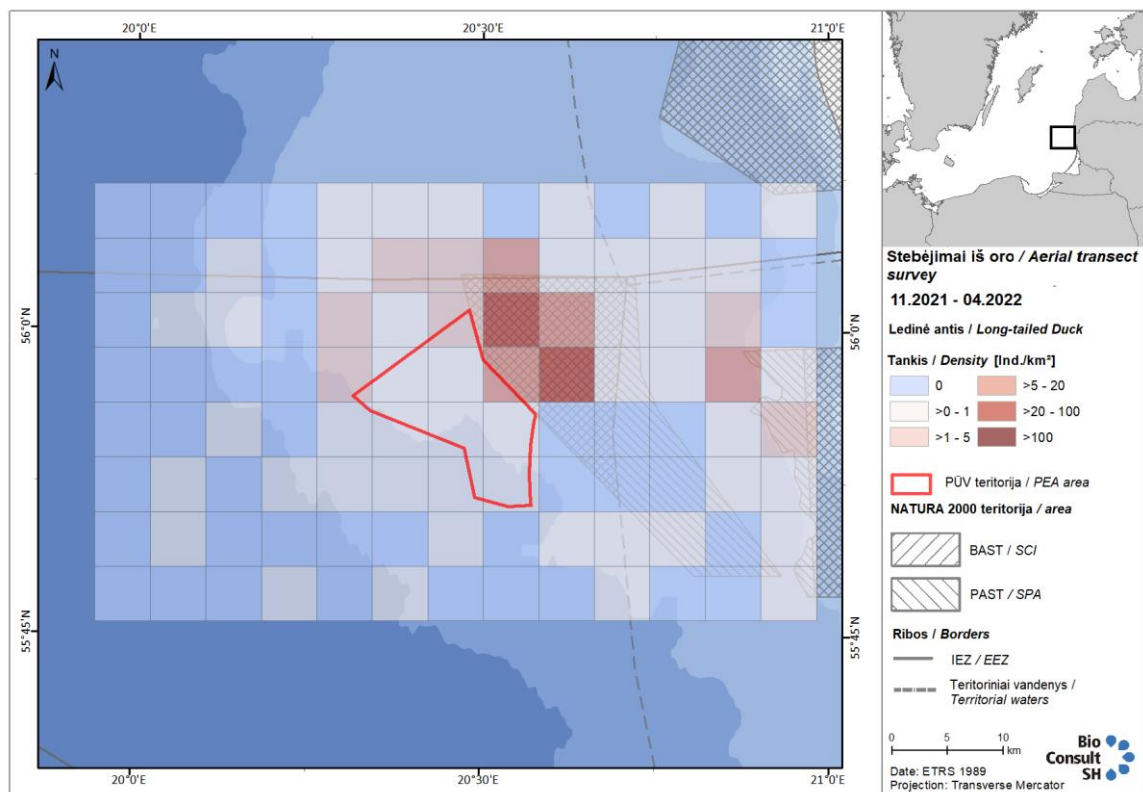 20°0'E 20°30'E 21°0'E
N
56°0'N 56°0'N
55°45'N 55°45'N
20°0'E 20°30'E 21°0'E
Stebėjimai iš oro / Aerial transect
survey
11.2021 - 04.2022
Ledinė antis / Long-tailed Duck
Tankis / Density [Ind./km²]
0 >5 - 20
>0 - 1 >20 - 100
>1 - 5 >100
PŪV teritorija / PEA area
NATURA 2000 teritorija / area
BAST / SCI
PAST / SPA
Ribos / Borders
IEZ / EEZ
Teritoriniai vandenys /
Territorial waters
0 5 10
km
Date: ETRS 1989
Projection: Transverse Mercator
Bio
Consult
SH